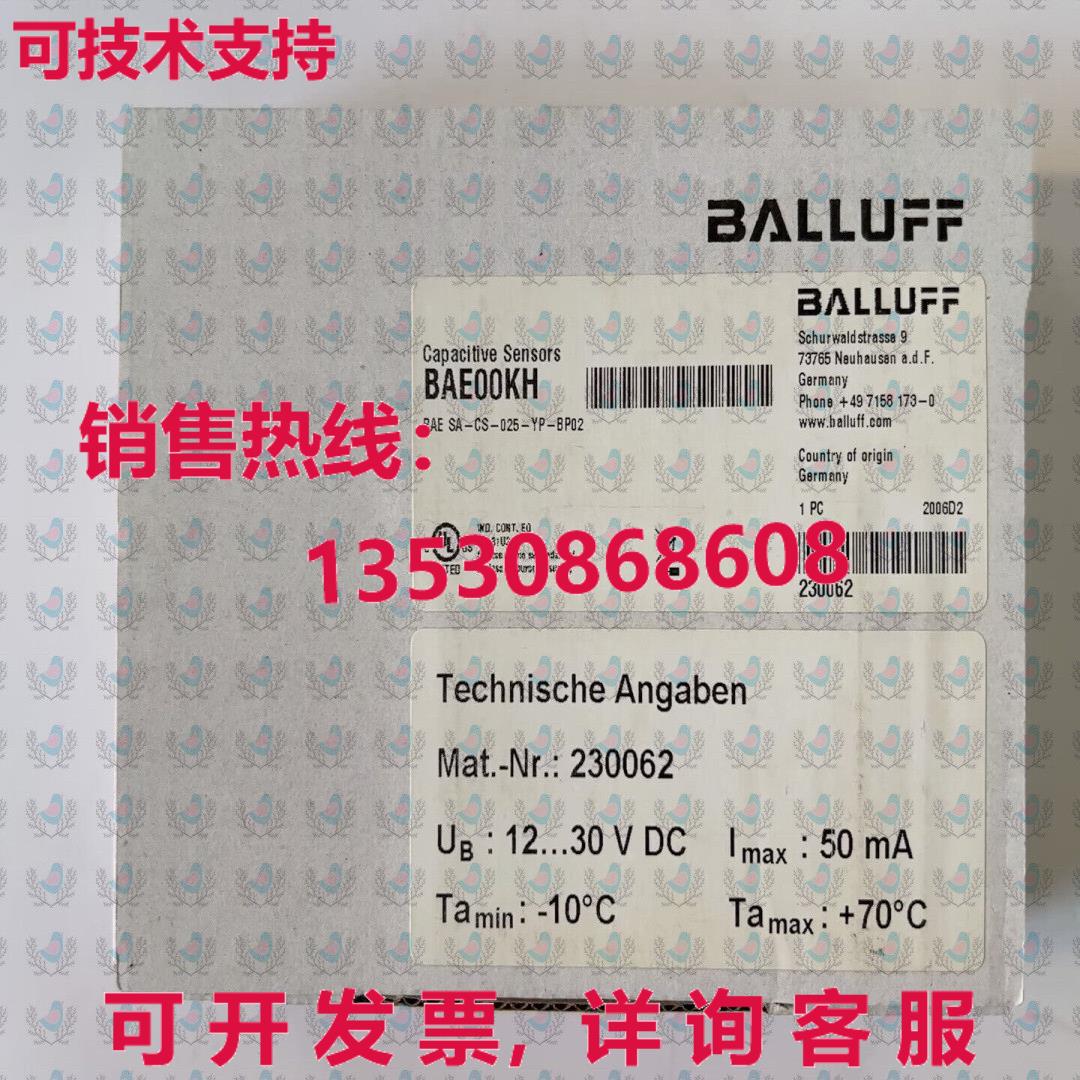 可技术支持
BALLUFF
BALLUFF
Schurwaldstrasse 9
73765 Neuhausen a.d.F.
Germany
Phone +49 7158 173-0
www.balluff.com
Capacitive Sensors
BAE00KH
BAE SA-CS-025-YP-BP02
销售热线:
Country of origin
Germany
1 PC 2006D2
IND. CONT. EQ
13530868608
230062
Technische Angaben
Mat.-Nr.: 230062
UB : 12...30 V DC Imax : 50 mA
Tamin : -10°C Tamax : +70°C
可开发票, 详询客服